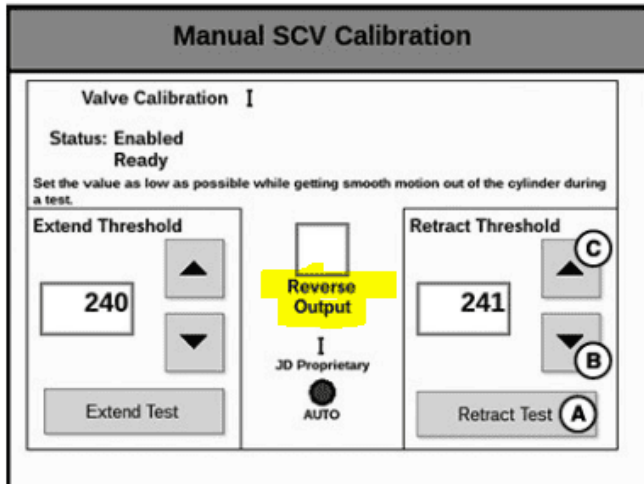 Manual SCV Calibration
Valve Calibration I
Status: Enabled
Ready
Set the value as low as possible while getting smooth motion out of the cylinder during
a test.
Extend Threshold
240
Extend Test
Reverse
Output
I
JD Proprietary
AUTO
Retract Threshold
C
241
B
Retract Test A